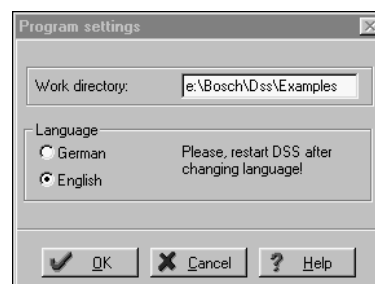 Program settings
Work directory: e:\Bosch\Dss\Examples
Language
German
English
Please, restart DSS after
changing language!
OK Cancel Help